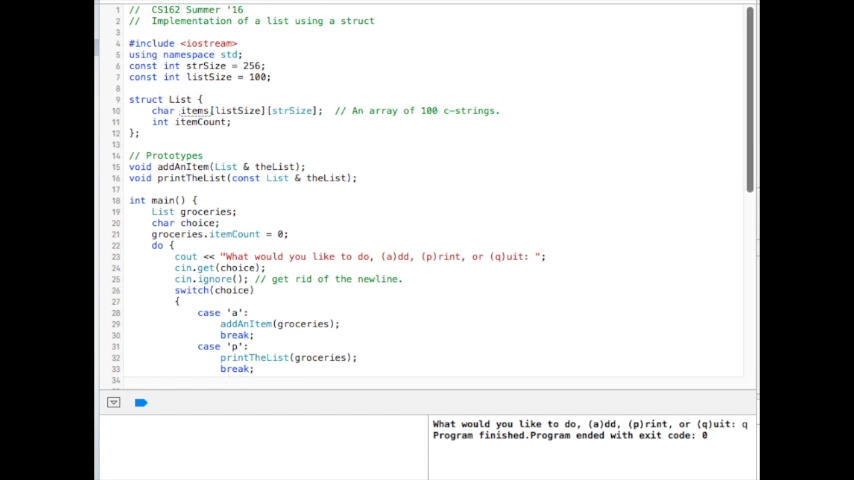 1 // CS162 Summer '16
2 // Implementation of a list using a struct
3
4 #include <iostream>
5 using namespace std;
6 const int strSize = 256;
7 const int listSize = 100;
8
9 struct List {
10 char items[listSize][strSize]; // An array of 100 c-strings.
11 int itemCount;
12 };
13
14 // Prototypes
15 void addAnItem(List & theList);
16 void printTheList(const List & theList);
17
18 int main() {
19 List groceries;
20 char choice;
21 groceries.itemCount = 0;
22 do {
23 cout << "What would you like to do, (a)dd, (p)rint, or (q)uit: ";
24 cin.get(choice);
25 cin.ignore(); // get rid of the newline.
26 switch(choice)
27 {
28 case 'a':
29 addAnItem(groceries);
30 break;
31 case 'p':
32 printTheList(groceries);
33 break;
34
What would you like to do, (a)dd, (p)rint, or (q)uit: q
Program finished.Program ended with exit code: 0